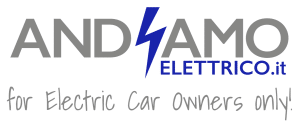 ANDIAMO
ELETTRICO.it
for Electric Car Owners only!